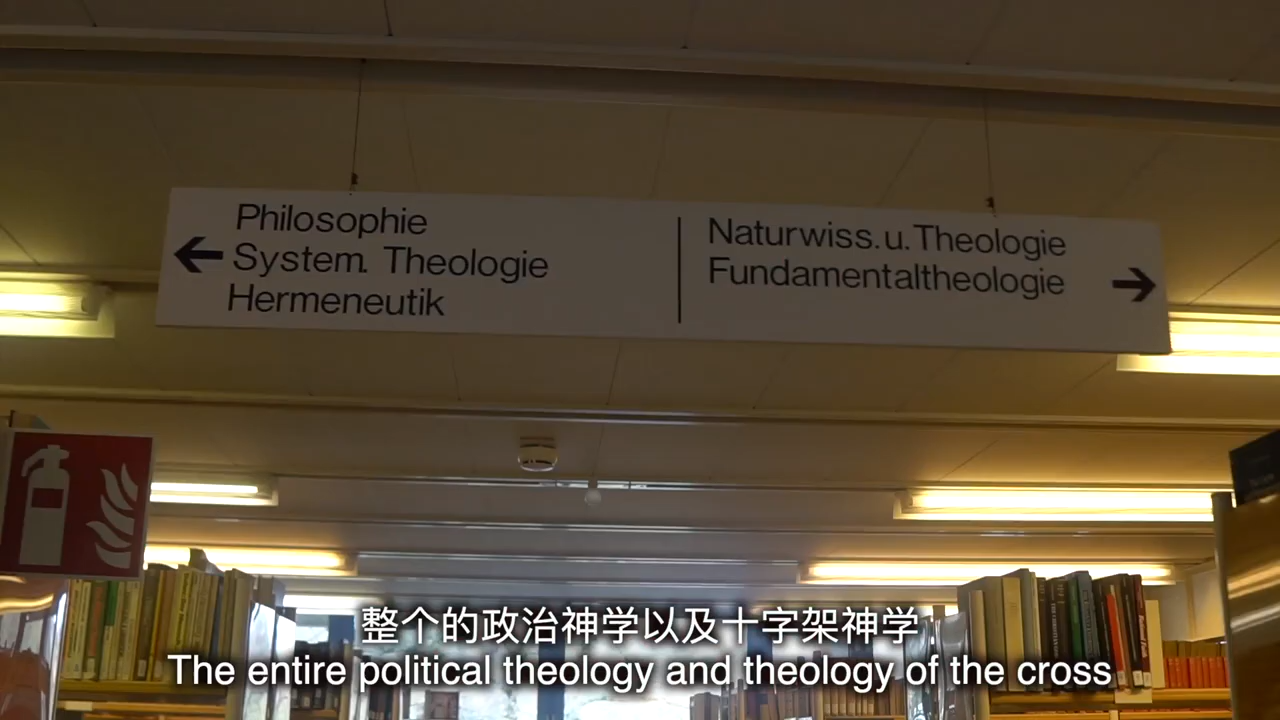 Philosophie
System. Theologie
Hermeneutik
Naturwiss.u.Theologie
Fundamentaltheologie
整个的政治神学以及十字架神学
The entire political theology and theology of the cross